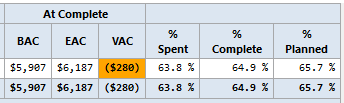 At Complete
BAC EAC VAC % Spent % Complete % Planned
$5,907 $6,187 ($280) 63.8 % 64.9 % 65.7 %
$5,907 $6,187 ($280) 63.8 % 64.9 % 65.7 %